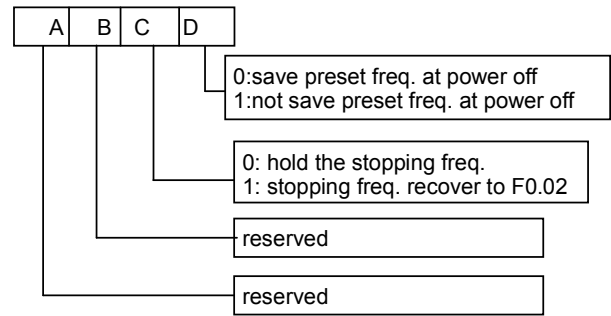 A B C D
0:save preset freq. at power off
1:not save preset freq. at power off
0: hold the stopping freq.
1: stopping freq. recover to F0.02
reserved
reserved